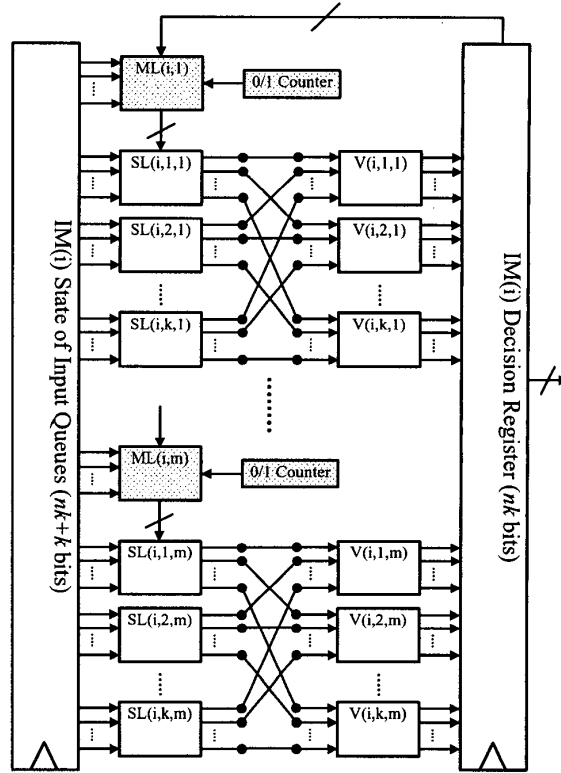 ML(i,1)
0/1 Counter
SL(i,1,1)
V(i,1,1)
SL(i,2,1)
V(i,2,1)
SL(i,k,1)
V(i,k,1)
IM(i) State of Input Queues (nk+k bits)
IM(i) Decision Register (nk bits)
ML(i,m)
0/1 Counter
SL(i,1,m)
V(i,1,m)
SL(i,2,m)
V(i,2,m)
SL(i,k,m)
V(i,k,m)